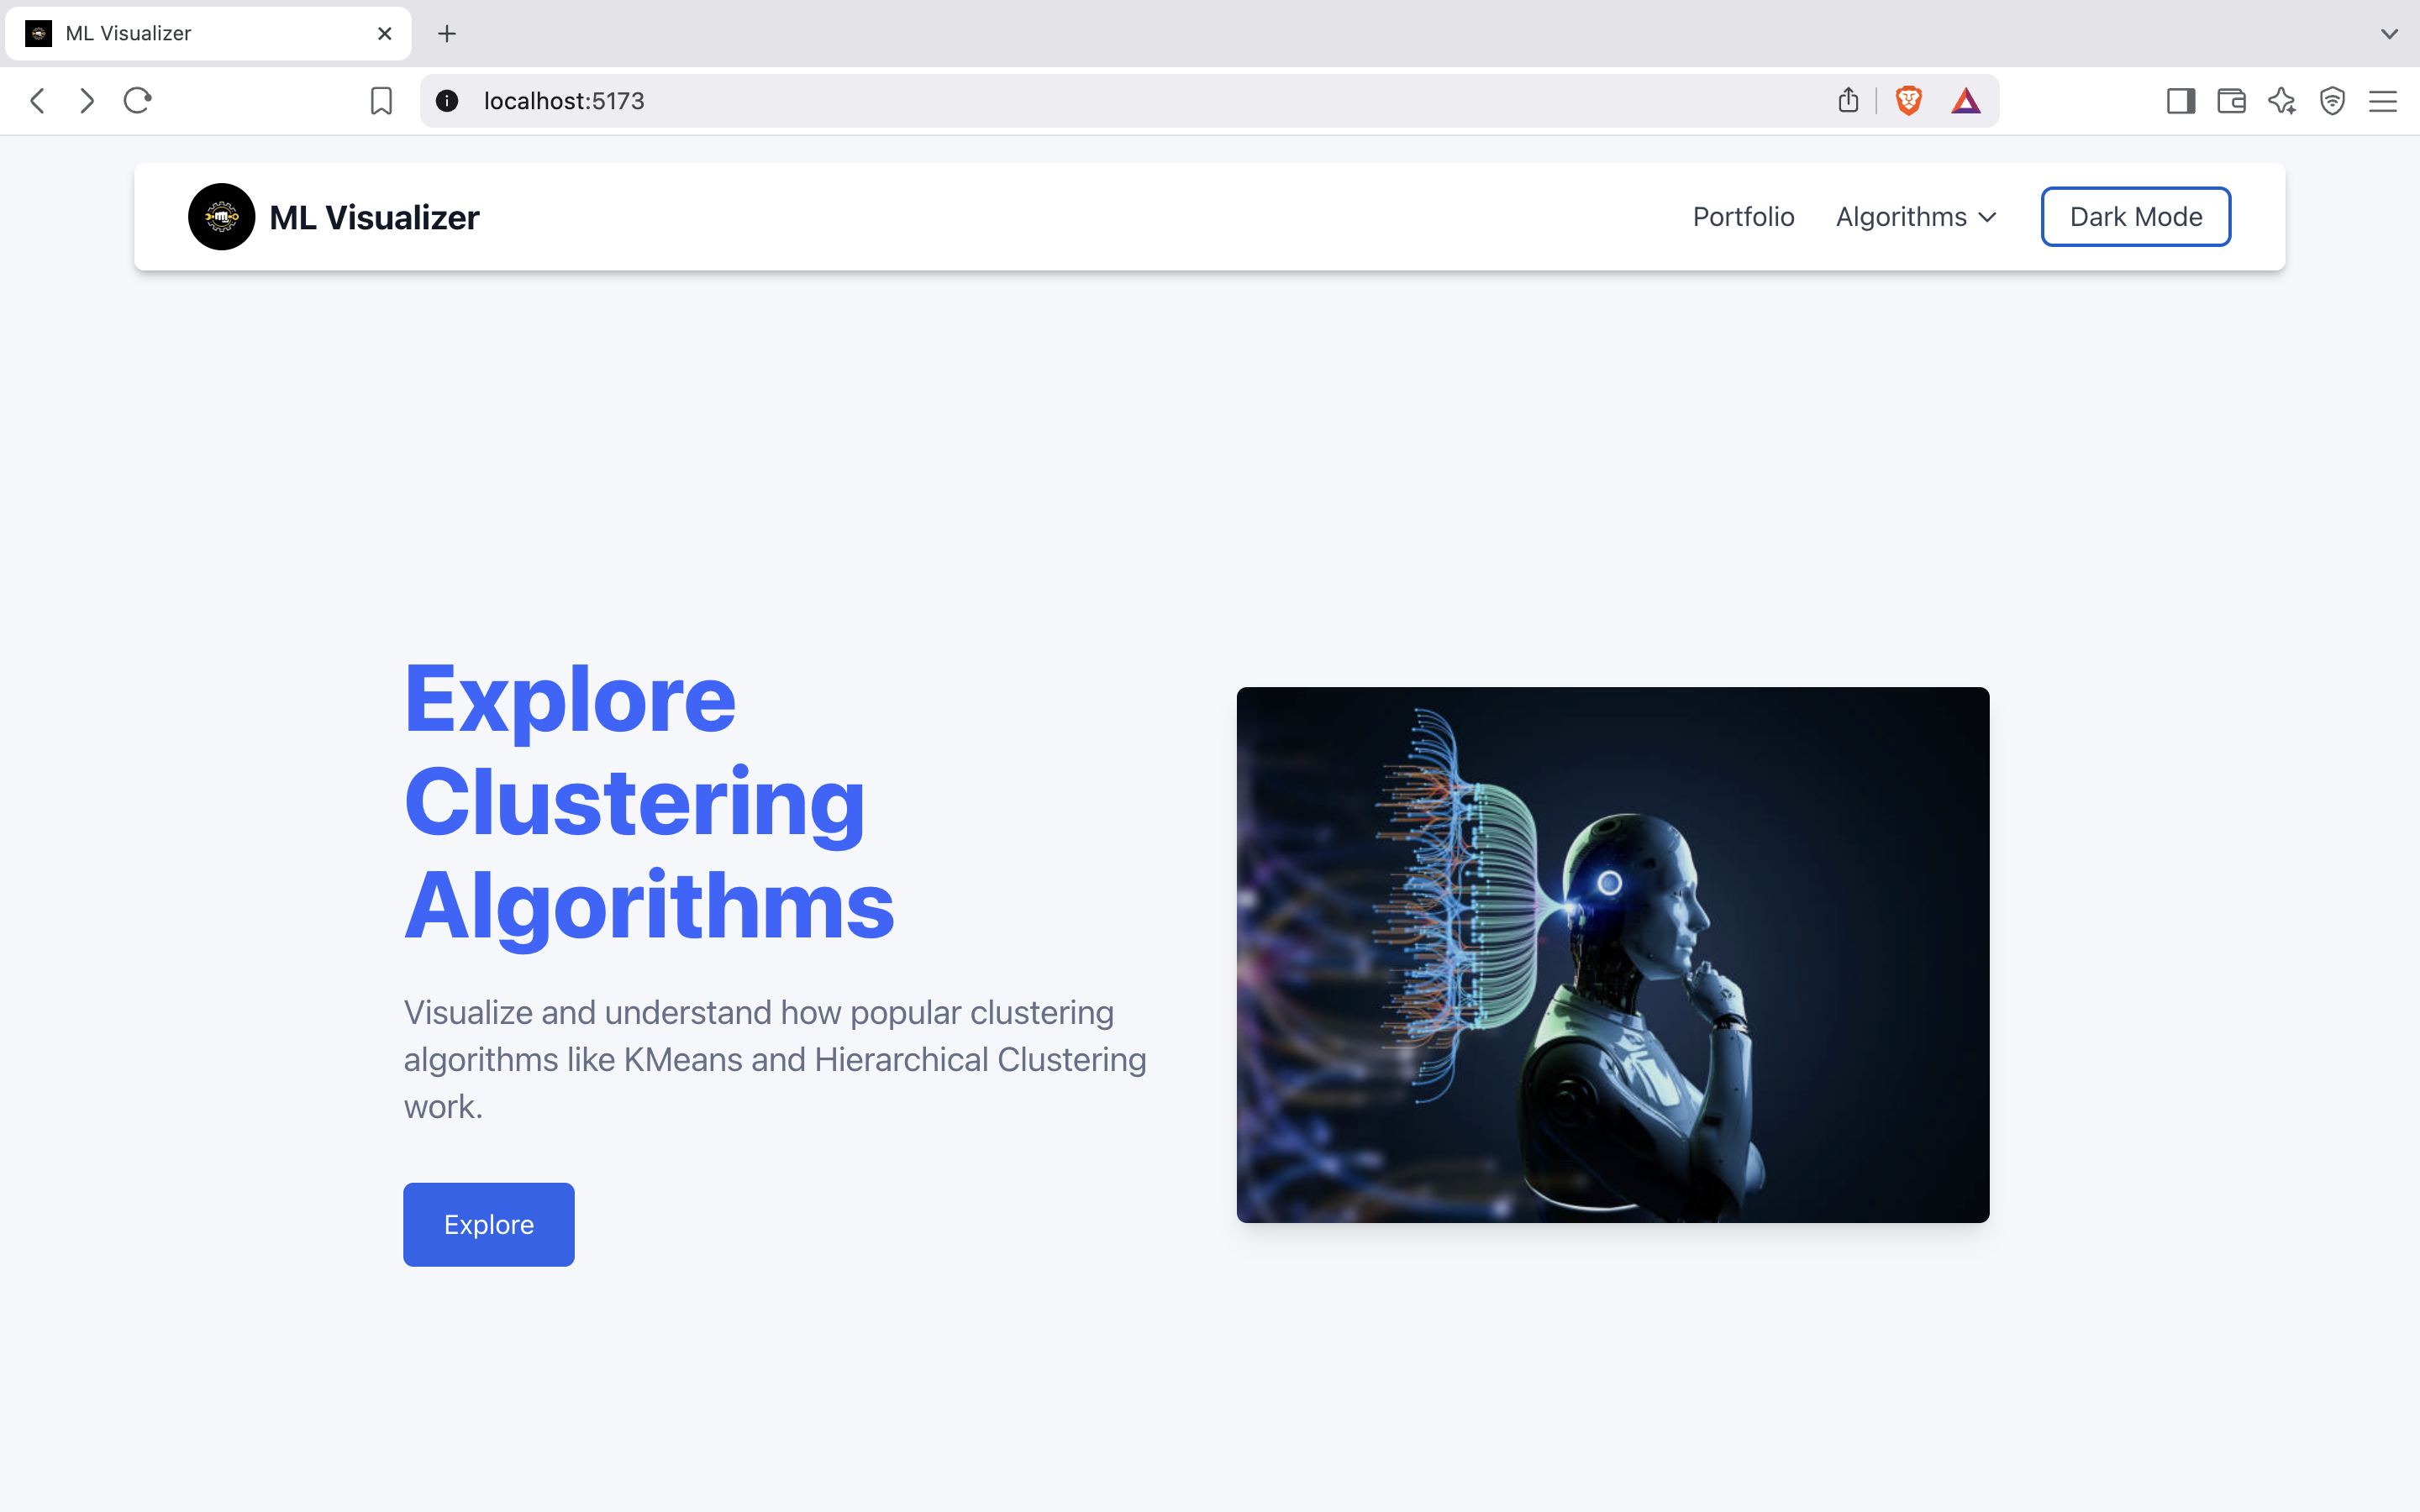 ML Visualizer
localhost:5173
ML Visualizer
Portfolio
Algorithms
Dark Mode
Explore
Clustering
Algorithms
Visualize and understand how popular clustering
algorithms like KMeans and Hierarchical Clustering
work.
Explore